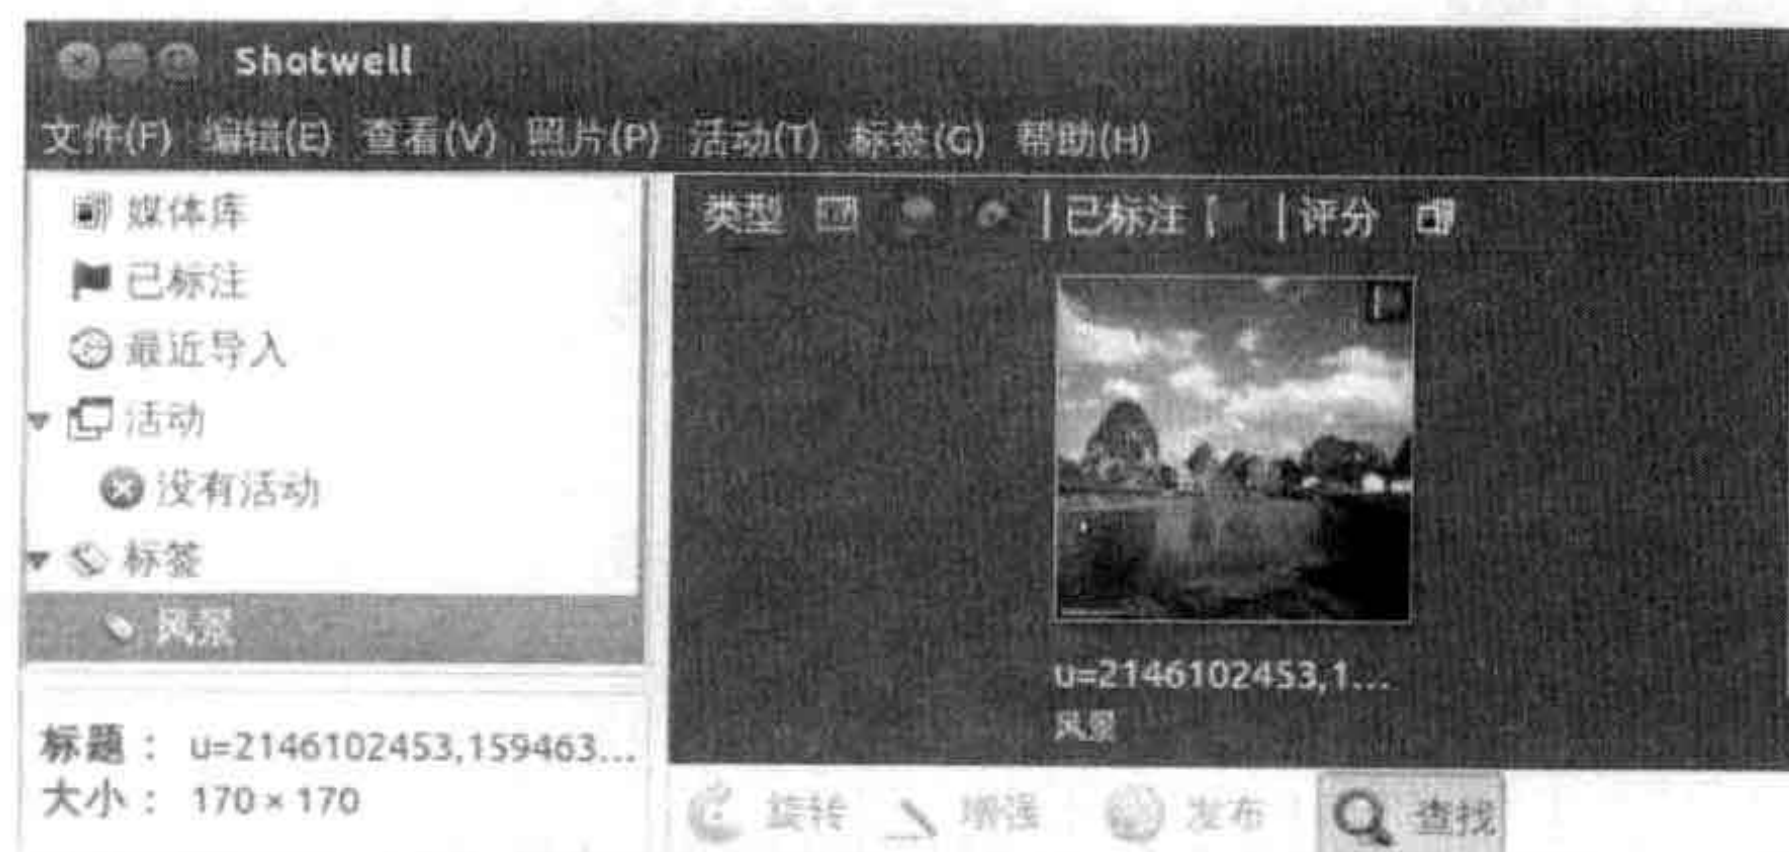 Shotwell
文件(F) 编辑(E) 查看(V) 照片(P) 活动(T) 标签(G) 帮助(H)
媒体库
已标注
最近导入
活动
没有活动
标签
风景
标题： u=2146102453,159463...
大小： 170×170
类型 已标注 评分
u=2146102453,1...
风景
旋转 增强 发布 查找